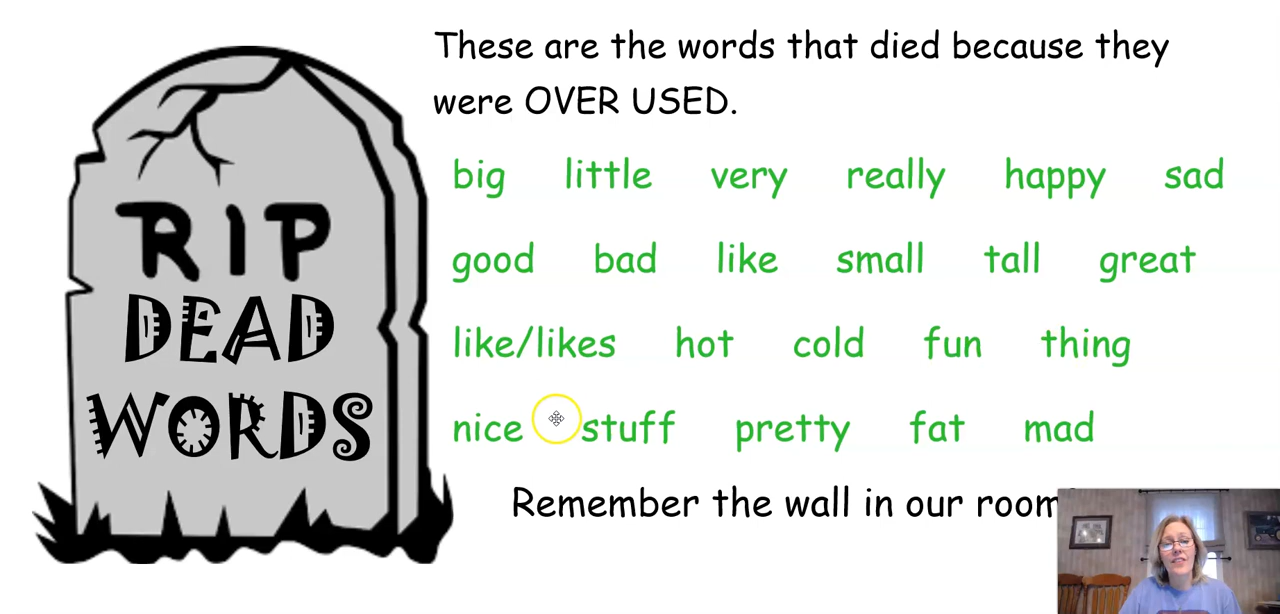 These are the words that died because they
were OVER USED.
big little very really happy sad
good bad like small tall great
like/likes hot cold fun thing
nice stuff pretty fat mad
Remember the wall in our room
RIP
DEAD
WORDS